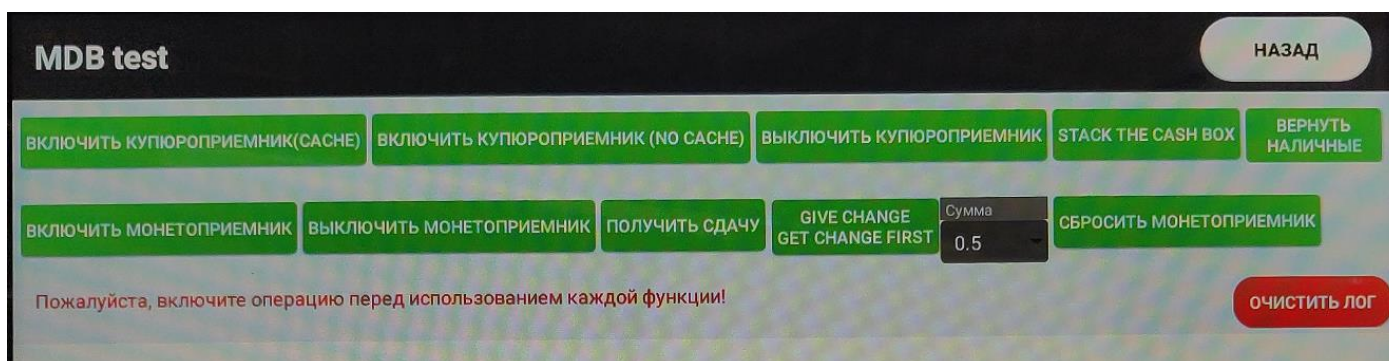 MDB test
НАЗАД
ВКЛЮЧИТЬ КУПЮРОПРИЕМНИК(CACHE)
ВКЛЮЧИТЬ КУПЮРОПРИЕМНИК (NO CACHE)
ВЫКЛЮЧИТЬ КУПЮРОПРИЕМНИК
STACK THE CASH BOX
ВЕРНУТЬ
НАЛИЧНЫЕ
ВКЛЮЧИТЬ МОНЕТОПРИЕМНИК
ВЫКЛЮЧИТЬ МОНЕТОПРИЕМНИК
ПОЛУЧИТЬ СДАЧУ
GIVE CHANGE
GET CHANGE FIRST
Сумма
0.5
СБРОСИТЬ МОНЕТОПРИЕМНИК
Пожалуйста, включите операцию перед использованием каждой функции!
ОЧИСТИТЬ ЛОГ